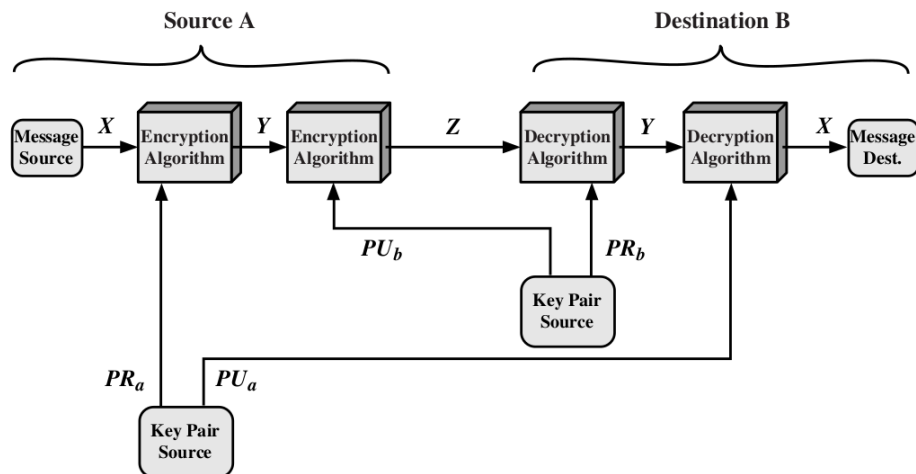 Source A
Destination B
Message
Source
X
Encryption
Algorithm
Y
Encryption
Algorithm
Z
Decryption
Algorithm
Y
Decryption
Algorithm
X
Message
Dest.
PUb
PRb
Key Pair
Source
PRa
PUa
Key Pair
Source